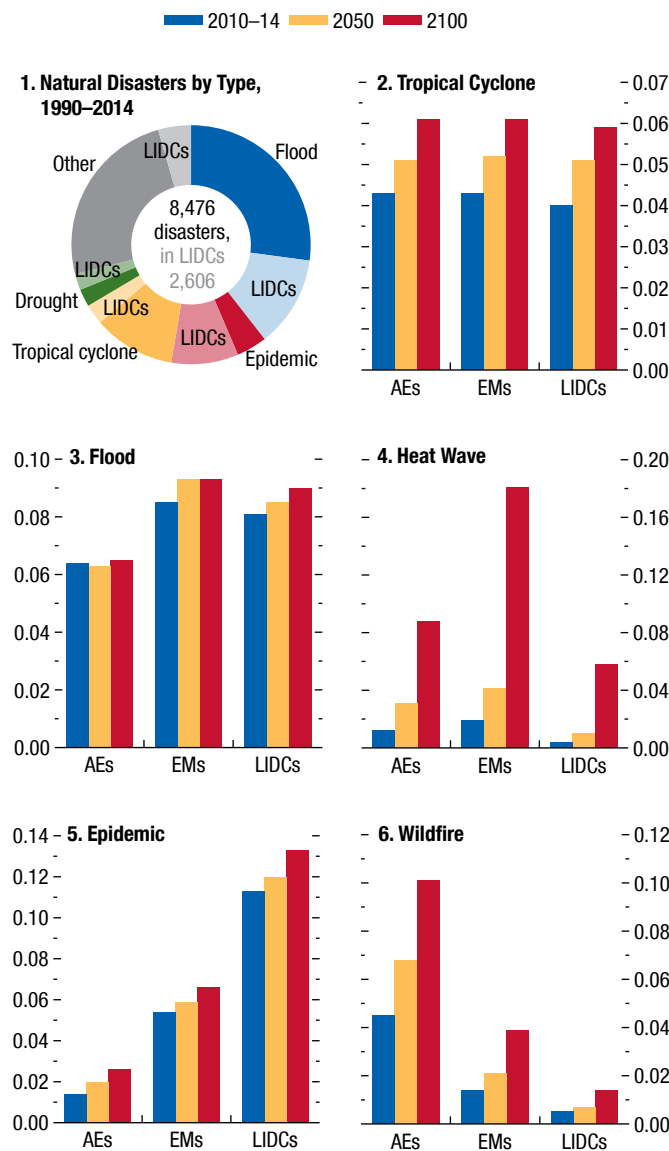 2010–14 2050 2100
1. Natural Disasters by Type,
1990–2014
Other
LIDCs
Flood
8,476
disasters,
in LIDCs
2,606
LIDCs
LIDCs
Drought
LIDCs
LIDCs
Tropical cyclone
Epidemic
2. Tropical Cyclone
0.07
0.06
0.05
0.04
0.03
0.02
0.01
0.00
AEs EMs LIDCs
3. Flood
0.10
0.08
0.06
0.04
0.02
0.00
AEs EMs LIDCs
4. Heat Wave
0.20
0.16
0.12
0.08
0.04
0.00
AEs EMs LIDCs
5. Epidemic
0.14
0.12
0.10
0.08
0.06
0.04
0.02
0.00
AEs EMs LIDCs
6. Wildfire
0.12
0.10
0.08
0.06
0.04
0.02
0.00
AEs EMs LIDCs